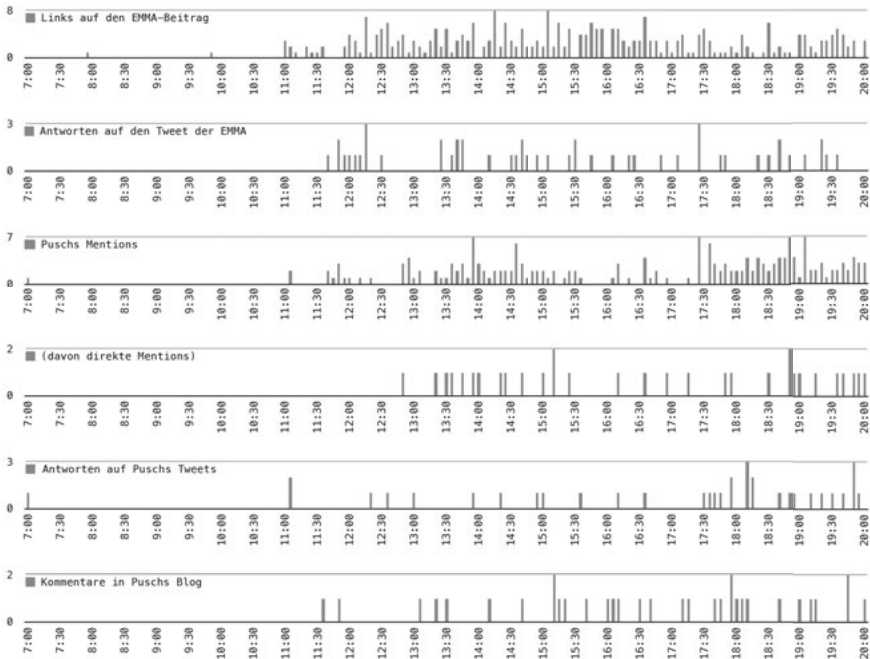 8
Links auf den EMMA-Beitrag
0
7:00 7:30 8:00 8:30 9:00 9:30 10:00 10:30 11:00 11:30 12:00 12:30 13:00 13:30 14:00 14:30 15:00 15:30 16:00 16:30 17:00 17:30 18:00 18:30 19:00 19:30 20:00
3
Antworten auf den Tweet der EMMA
0
7:00 7:30 8:00 8:30 9:00 9:30 10:00 10:30 11:00 11:30 12:00 12:30 13:00 13:30 14:00 14:30 15:00 15:30 16:00 16:30 17:00 17:30 18:00 18:30 19:00 19:30 20:00
7
Puschs Mentions
0
7:00 7:30 8:00 8:30 9:00 9:30 10:00 10:30 11:00 11:30 12:00 12:30 13:00 13:30 14:00 14:30 15:00 15:30 16:00 16:30 17:00 17:30 18:00 18:30 19:00 19:30 20:00
2
(davon direkte Mentions)
0
7:00 7:30 8:00 8:30 9:00 9:30 10:00 10:30 11:00 11:30 12:00 12:30 13:00 13:30 14:00 14:30 15:00 15:30 16:00 16:30 17:00 17:30 18:00 18:30 19:00 19:30 20:00
3
Antworten auf Puschs Tweets
0
7:00 7:30 8:00 8:30 9:00 9:30 10:00 10:30 11:00 11:30 12:00 12:30 13:00 13:30 14:00 14:30 15:00 15:30 16:00 16:30 17:00 17:30 18:00 18:30 19:00 19:30 20:00
2
Kommentare in Puschs Blog
0
7:00 7:30 8:00 8:30 9:00 9:30 10:00 10:30 11:00 11:30 12:00 12:30 13:00 13:30 14:00 14:30 15:00 15:30 16:00 16:30 17:00 17:30 18:00 18:30 19:00 19:30 20:00